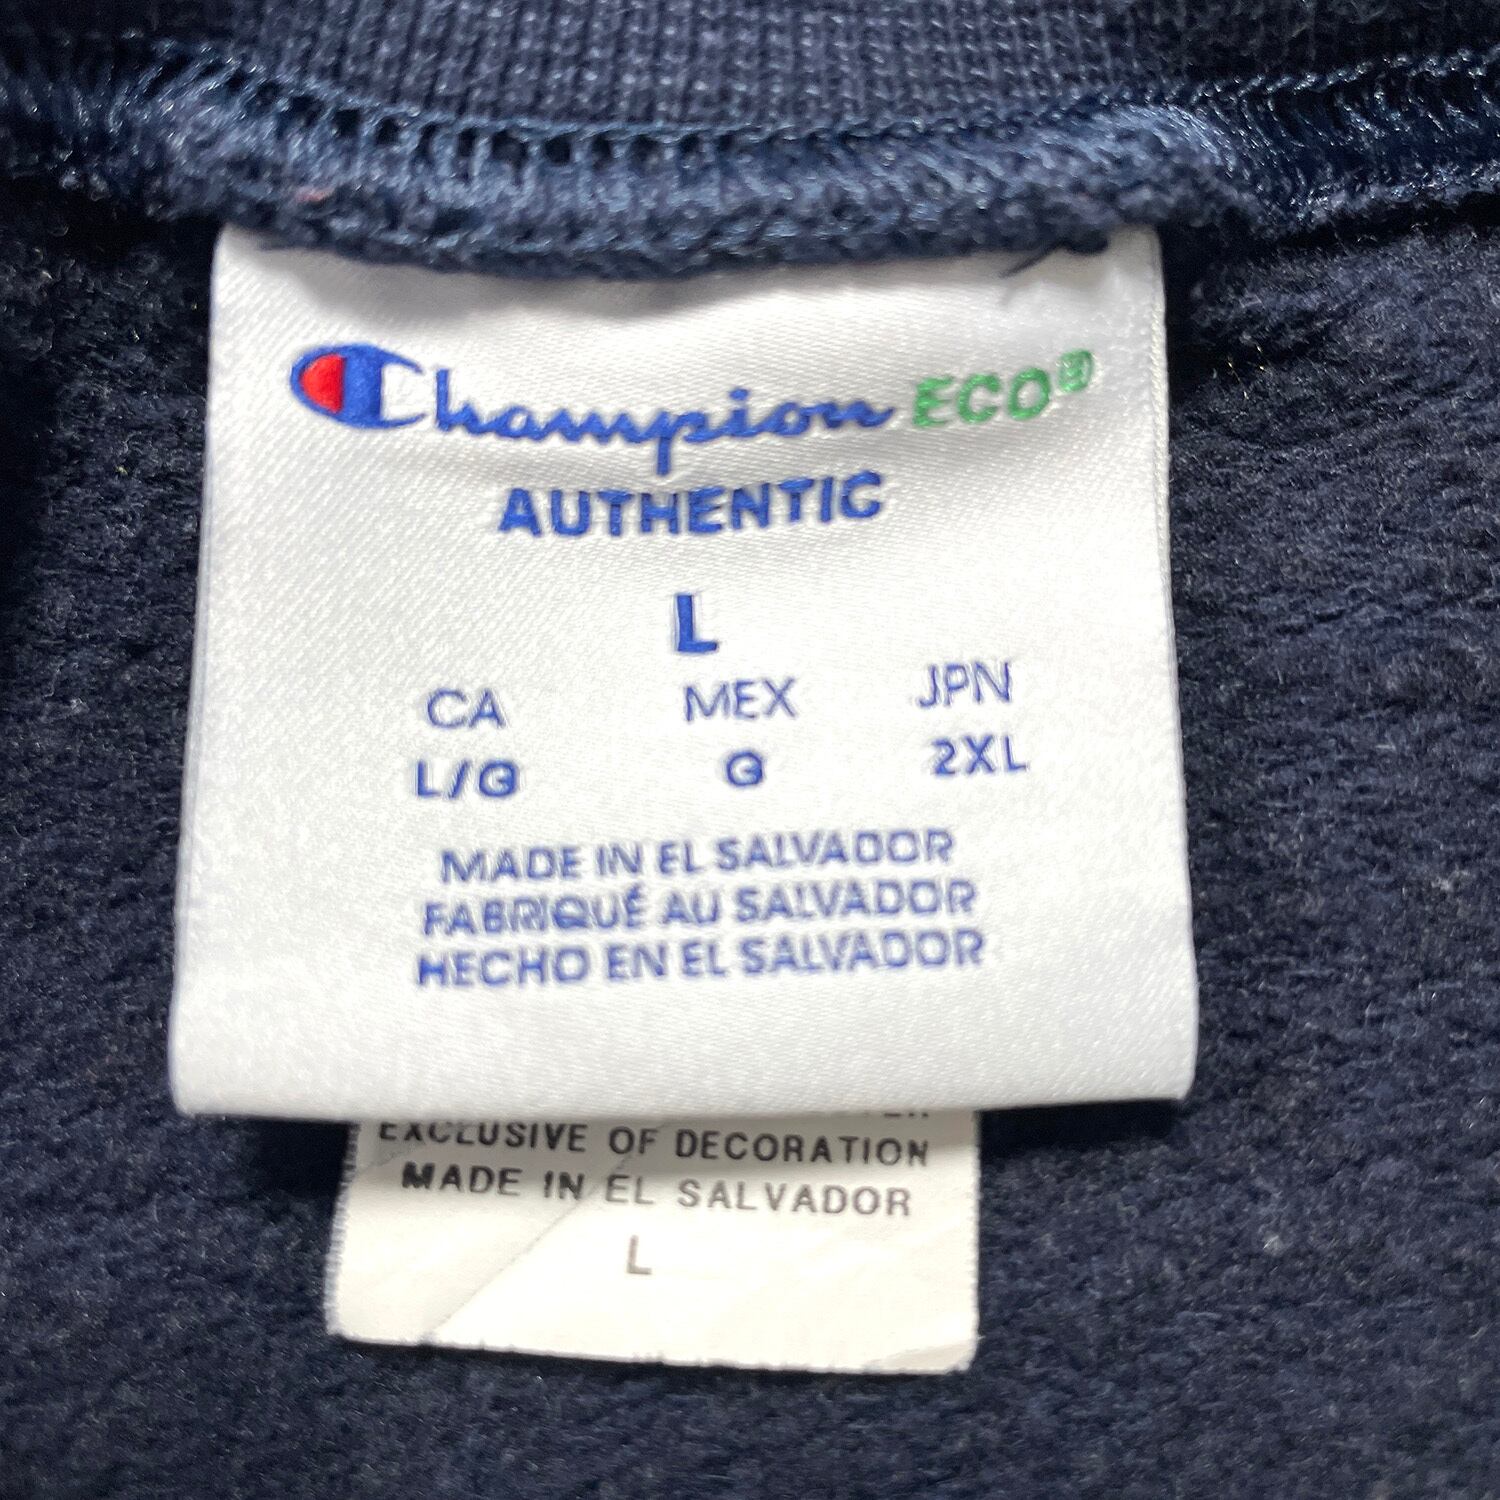 Champion ECO
AUTHENTIC
L
CA MEX JPN
L/G G 2XL
MADE IN EL SALVADOR
FABRIQUÉ AU SALVADOR
HECHO EN EL SALVADOR
EXCLUSIVE OF DECORATION
MADE IN EL SALVADOR
L